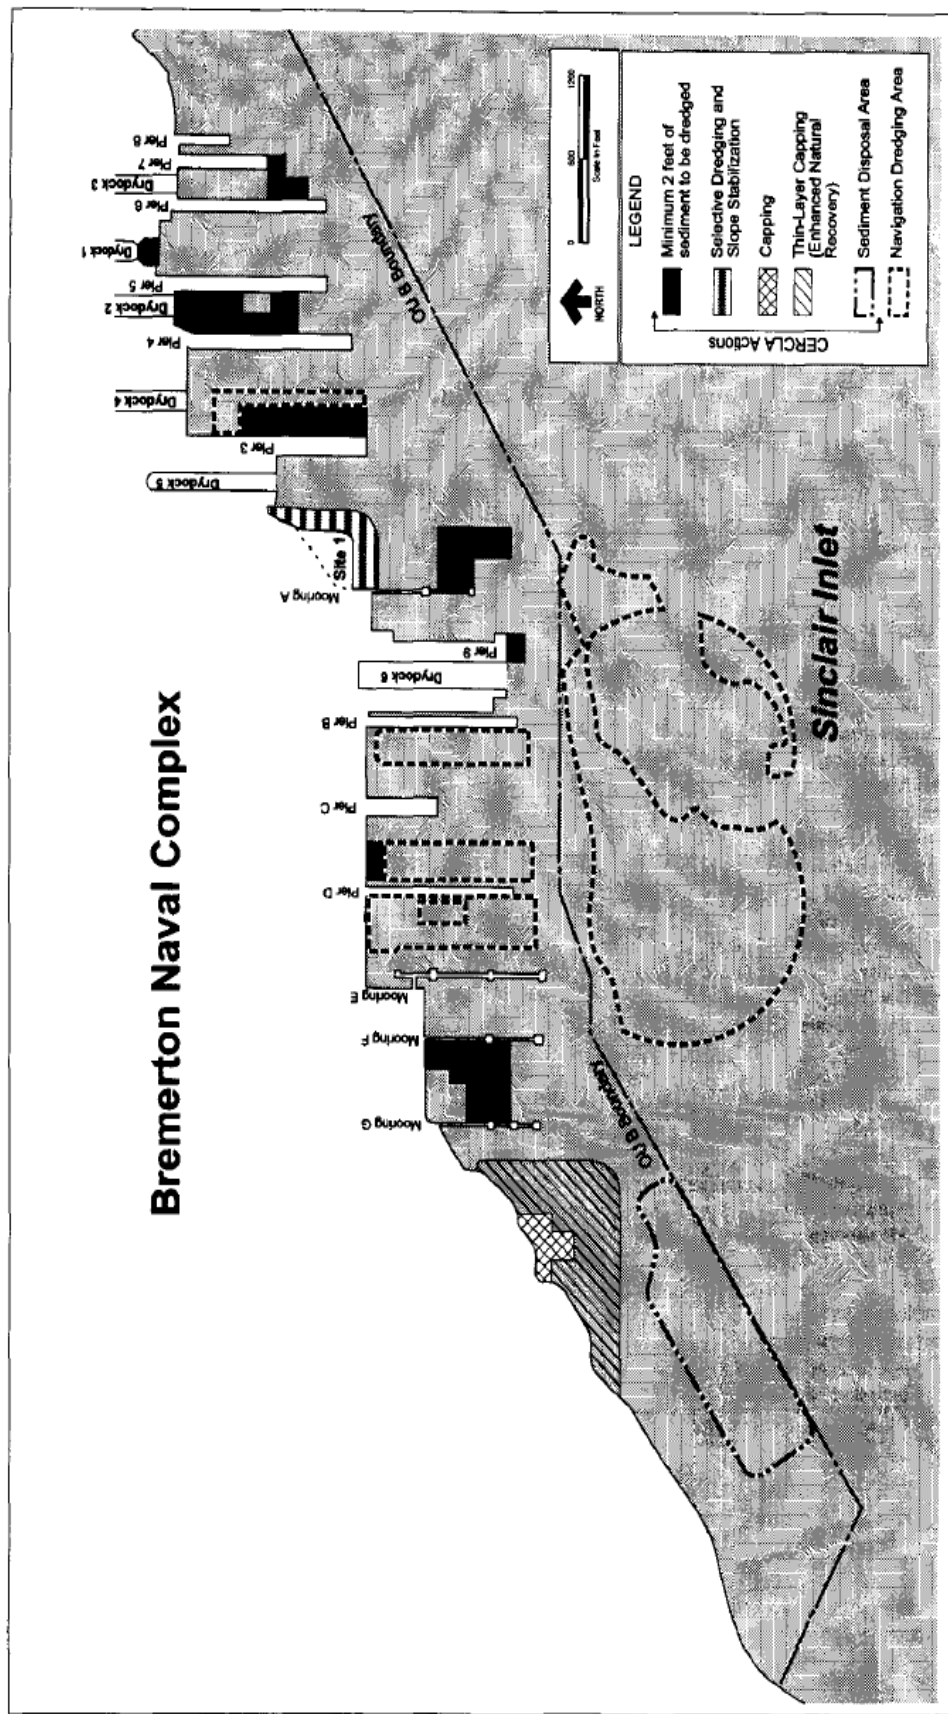 Bremerton Naval Complex
Mooring G
Mooring F
Mooring E
Pier D
Pier C
Pier B
Drydock 6
Pier 9
Mooring A
Site 1
Drydock 5
Pier 3
Drydock 4
Pier 4
Drydock 2
Pier 5
Drydock 1
Pier 6
Drydock 3
Pier 7
Pier 8
OU B Boundary
OU B Boundary
Sinclair Inlet
NORTH
0 600 1200
Scale in Feet
LEGEND
CERCLA Actions
Minimum 2 feet of
sediment to be dredged
Selective Dredging and
Slope Stabilization
Capping
Thin-Layer Capping
(Enhanced Natural
Recovery)
Sediment Disposal Area
Navigation Dredging Area